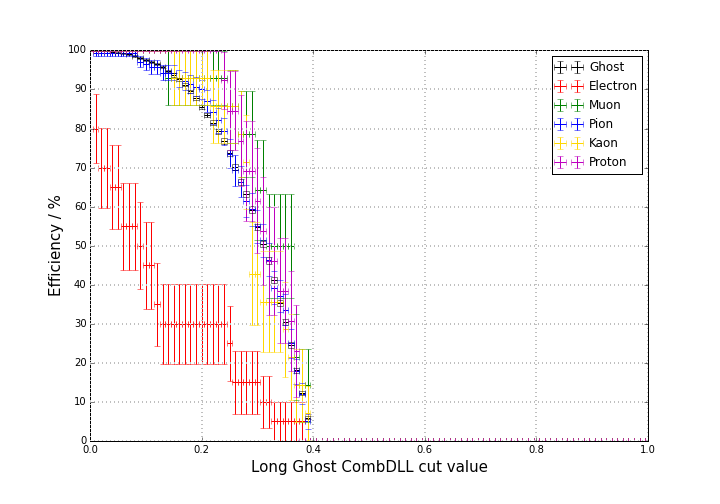 100
90
80
70
60
50
40
30
20
10
0
Efficiency / %
0.0
0.2
0.4
0.6
0.8
1.0
Long Ghost CombDLL cut value
Ghost
Electron
Muon
Pion
Kaon
Proton